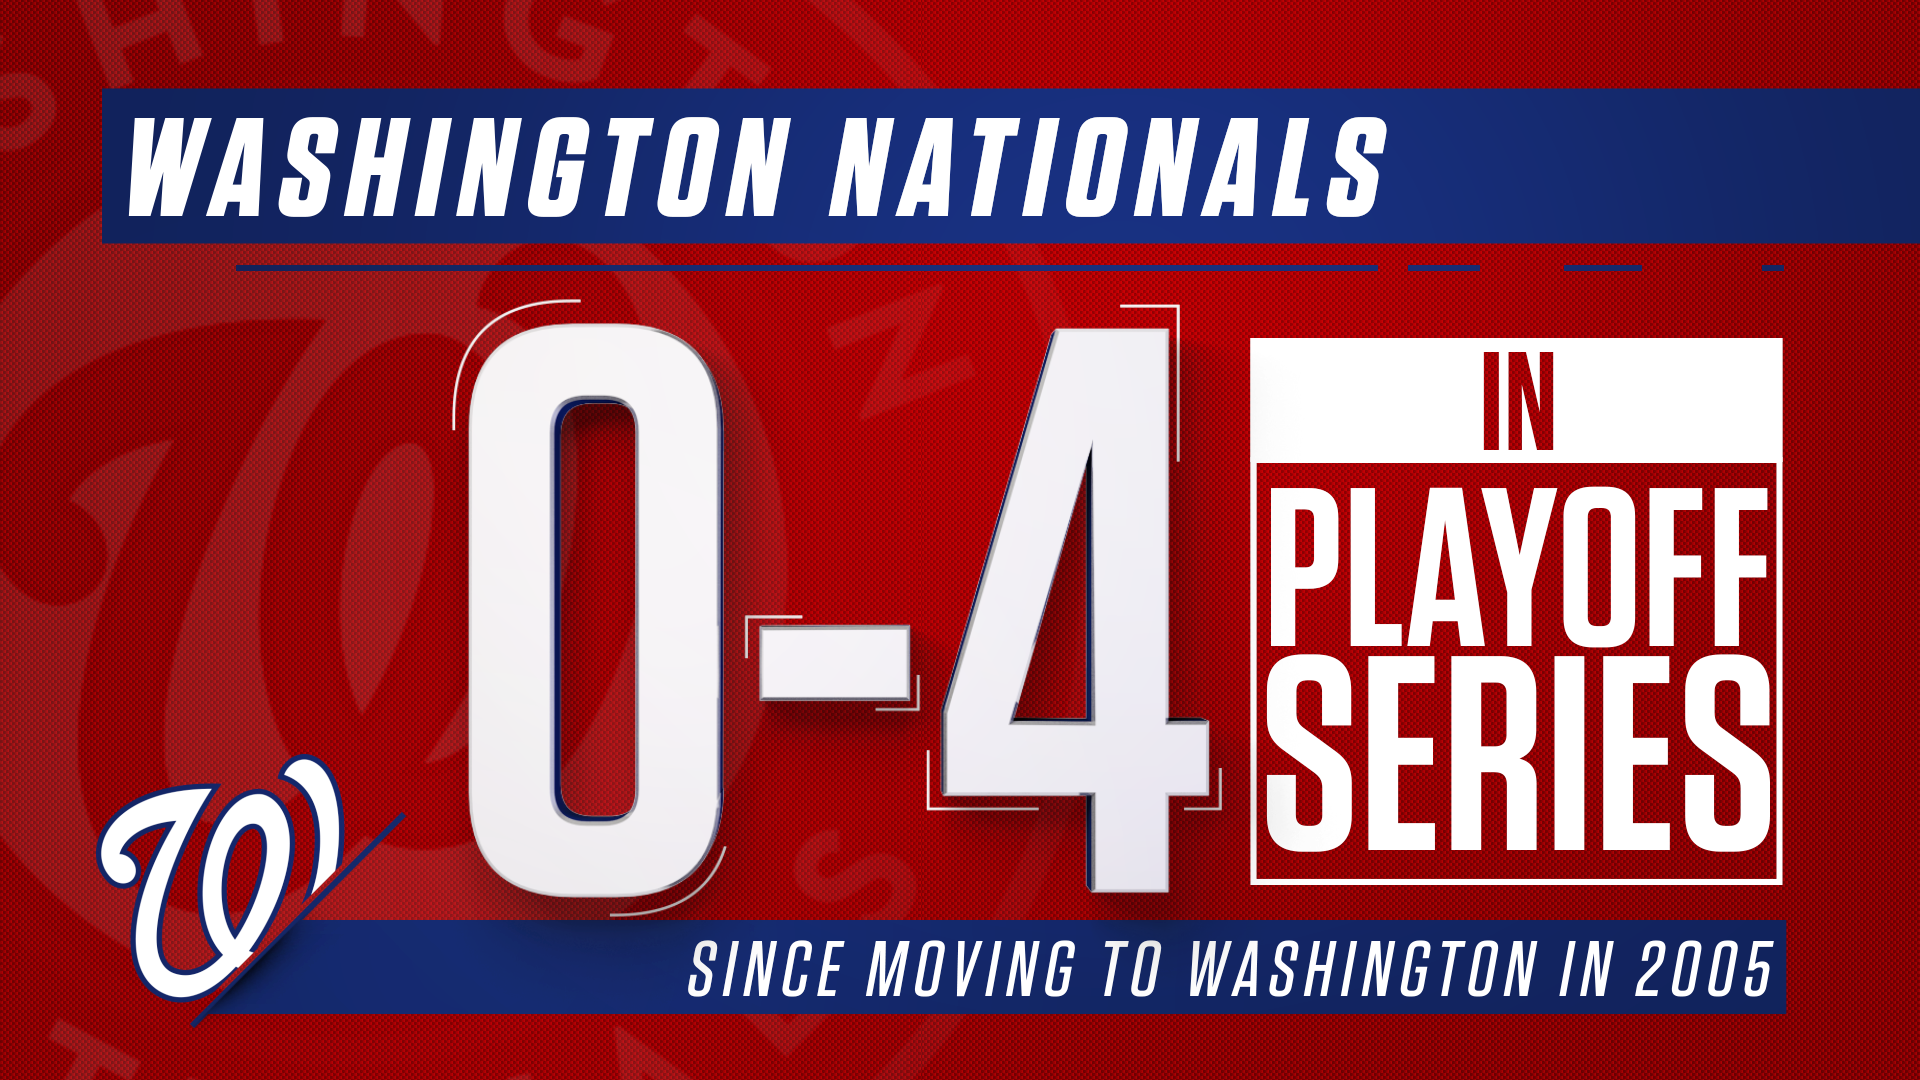 WASHINGTON NATIONALS
0-4
IN
PLAYOFF
SERIES
W
SINCE MOVING TO WASHINGTON IN 2005